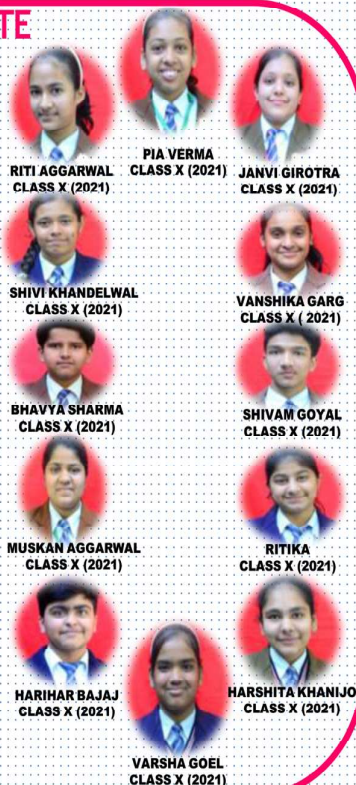 TE
PIA VERMA
CLASS X (2021)
RITI AGGARWAL
CLASS X (2021)
JANVI GIROTRA
CLASS X (2021)
SHIVI KHANDELWAL
CLASS X (2021)
VANSHIKA GARG
CLASS X ( 2021)
BHAVYA SHARMA
CLASS X (2021)
SHIVAM GOYAL
CLASS X (2021)
MUSKAN AGGARWAL
CLASS X (2021)
RITIKA
CLASS X (2021)
HARIHAR BAJAJ
CLASS X (2021)
HARSHITA KHANIJO
CLASS X (2021)
VARSHA GOEL
CLASS X (2021)